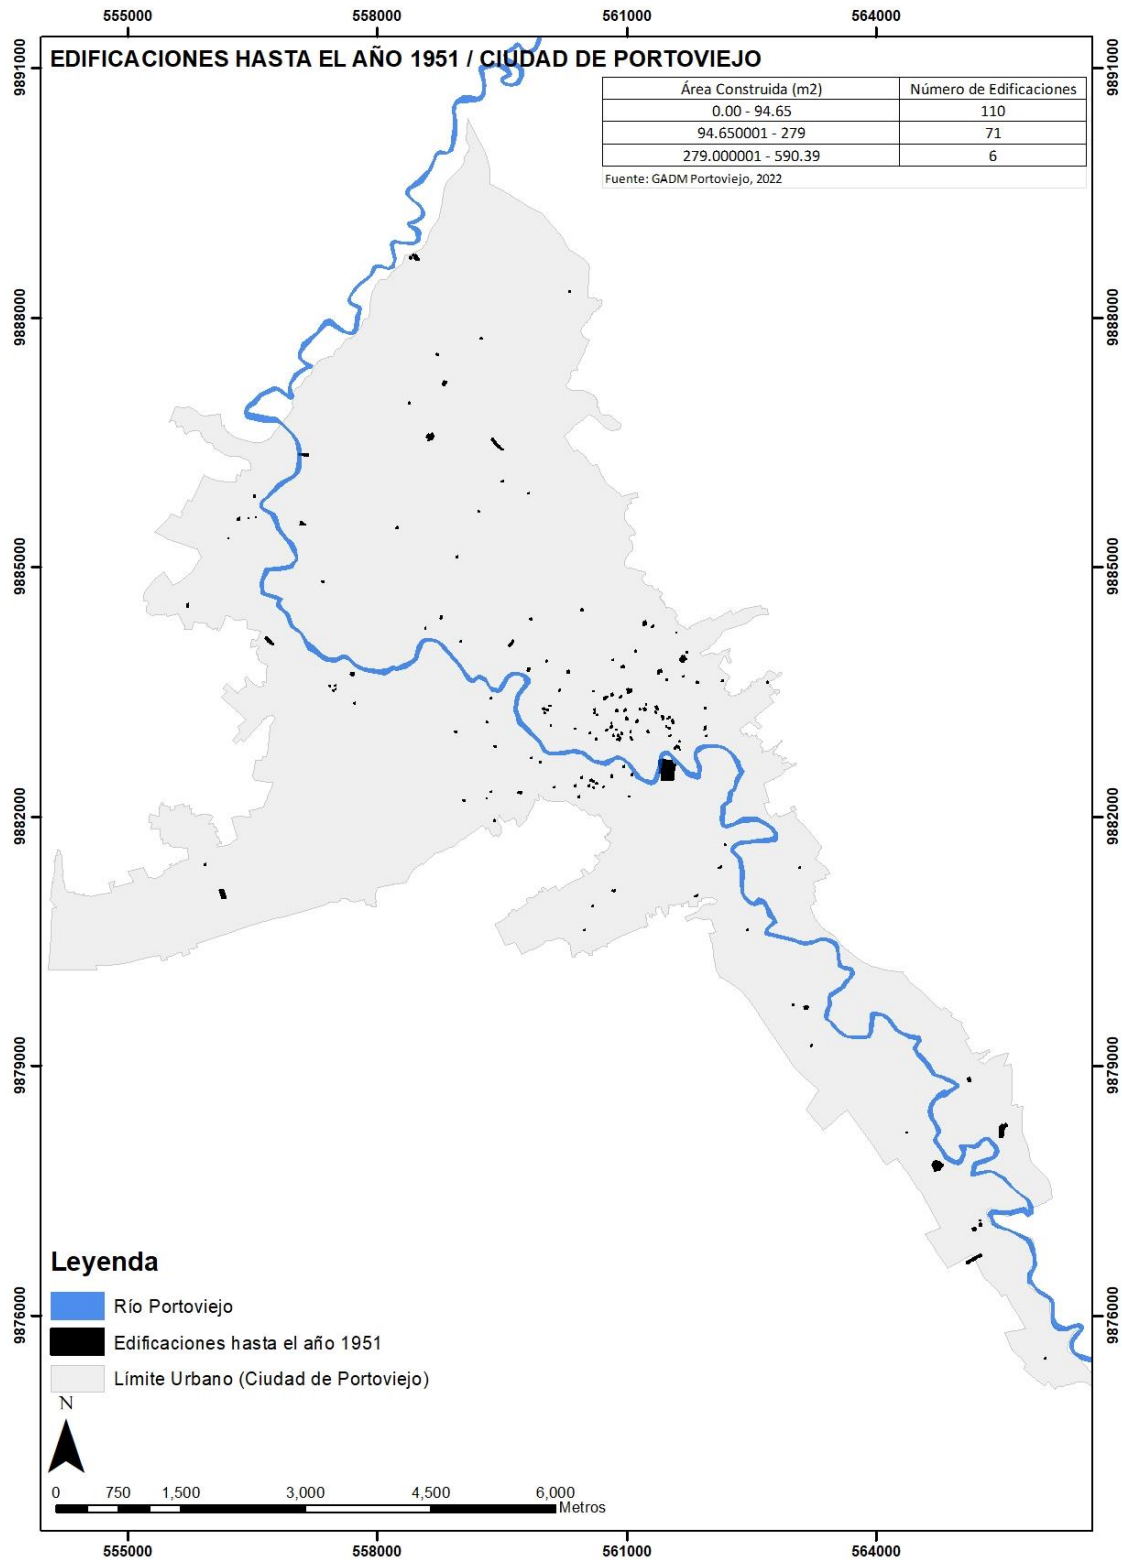 555000 558000 561000 564000
EDIFICACIONES HASTA EL AÑO 1951 / CIUDAD DE PORTOVIEJO
9891000 9891000
Área Construida (m2) Número de Edificaciones
0.00 - 94.65 110
94.650001 - 279 71
279.000001 - 590.39 6
Fuente: GADM Portoviejo, 2022
9888000 9888000
9885000 9885000
9882000 9882000
9879000 9879000
9876000 9876000
Leyenda
Río Portoviejo
Edificaciones hasta el año 1951
Límite Urbano (Ciudad de Portoviejo)
N
0 750 1,500 3,000 4,500 6,000
Metros
555000 558000 561000 564000